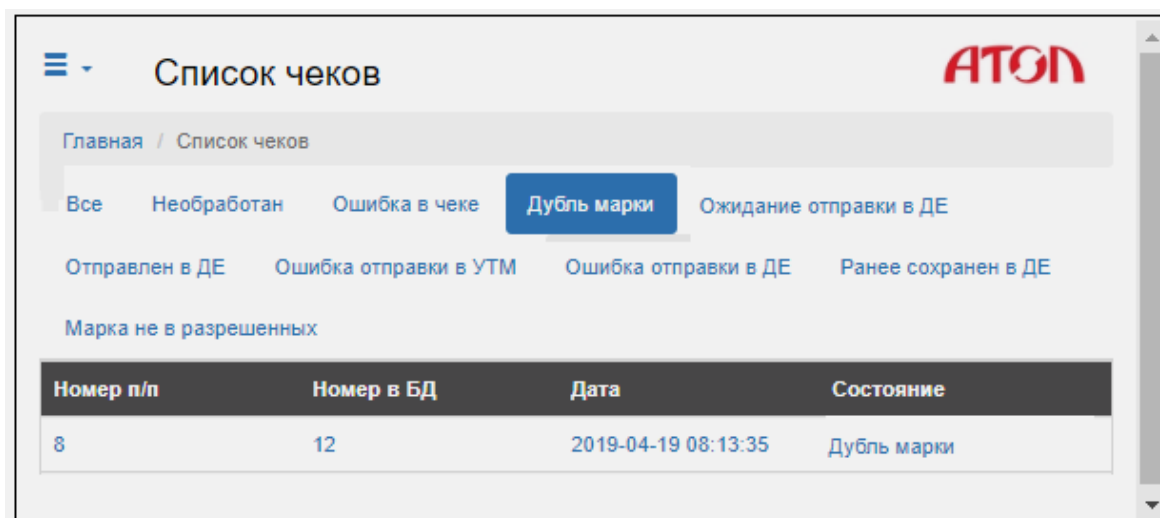 Список чеков
АТОЛ
Главная / Список чеков
Все Необработан Ошибка в чеке Дубль марки Ожидание отправки в ДЕ
Отправлен в ДЕ Ошибка отправки в УТМ Ошибка отправки в ДЕ Ранее сохранен в ДЕ
Марка не в разрешенных
Номер п/п Номер в БД Дата Состояние
8 12 2019-04-19 08:13:35 Дубль марки